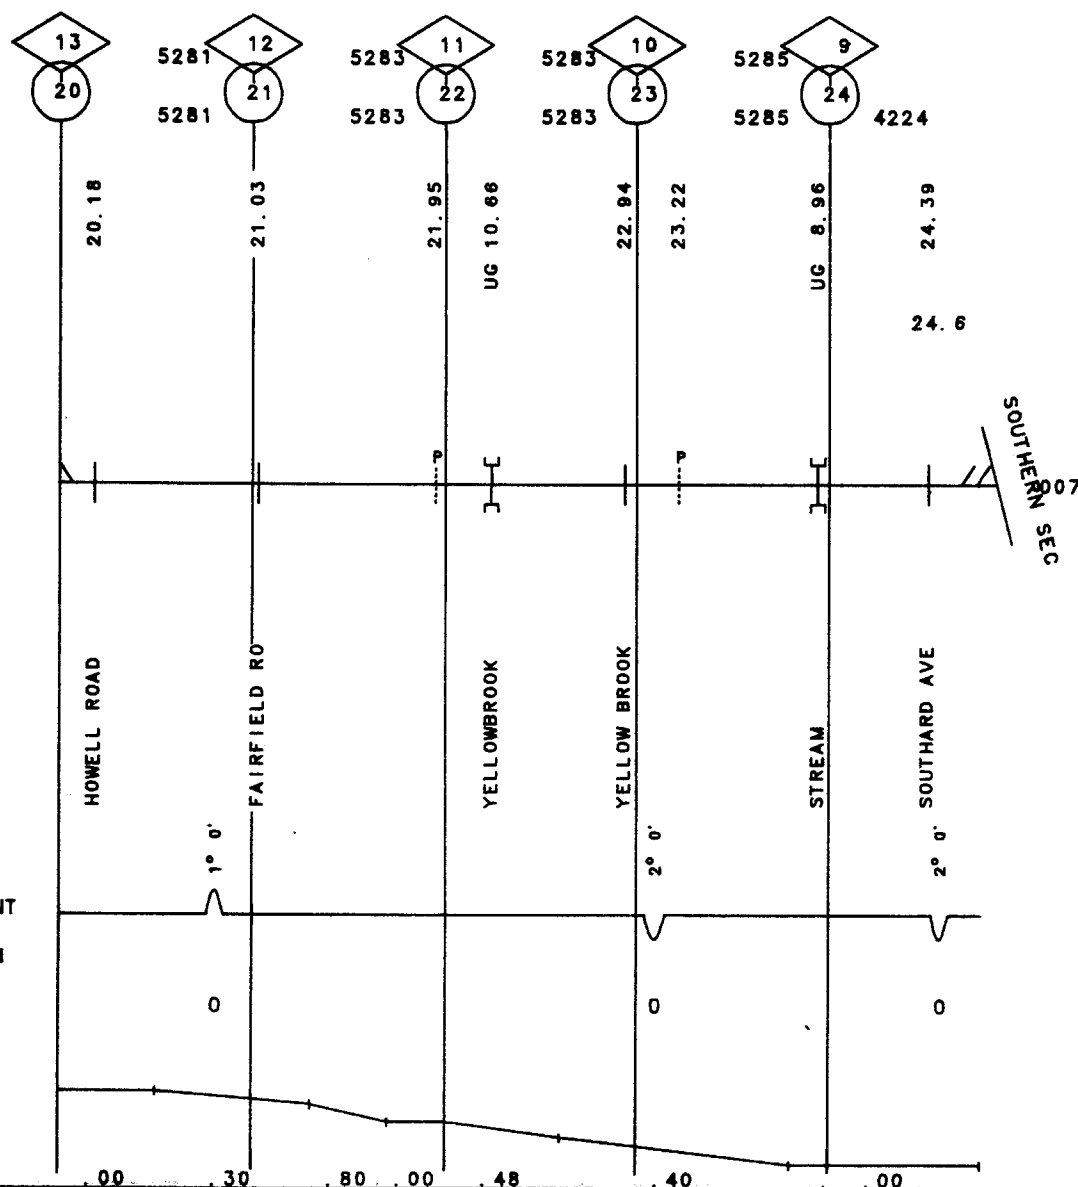 13 12 11 10 9
5281 5283 5283 5285
20 21 22 23 24
5281 5283 5283 5285 4224
20.18
21.03
21.95
UG 10.66
22.94
23.22
UG 8.96
24.39
24.6
P
P
SOUTHERN SEC
007
HOWELL ROAD
FAIRFIELD RO
YELLOWBROOK
YELLOW BROOK
STREAM
SOUTHARD AVE
1° 0'
2° 0'
2° 0'
NT
0 0 0
.00 .30 .80 .00 .48 .40 .00